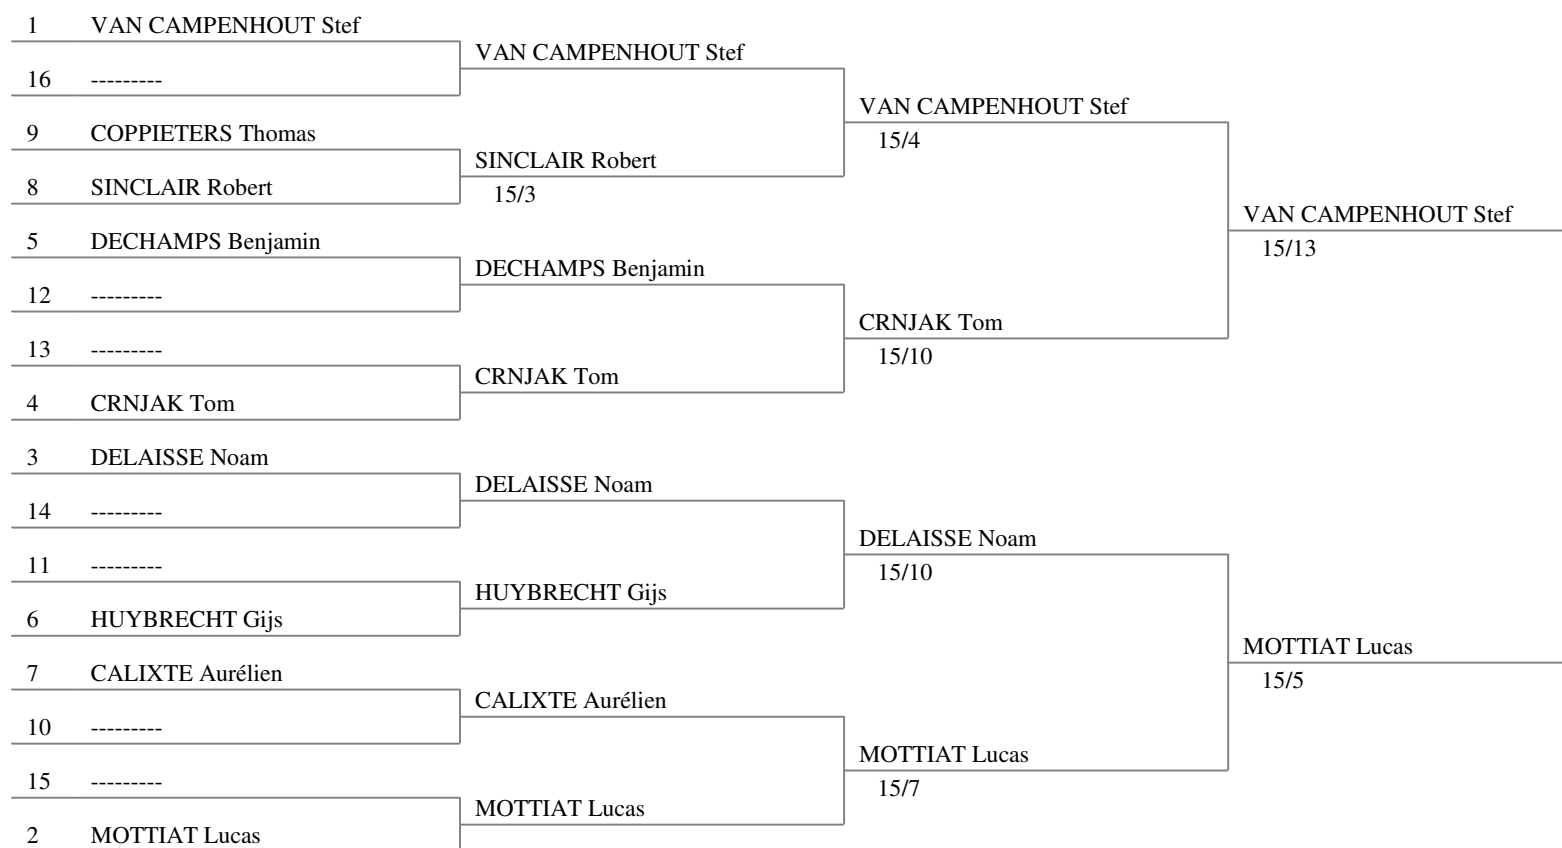 1 VAN CAMPENHOUT Stef
VAN CAMPENHOUT Stef
16 ---------
VAN CAMPENHOUT Stef
15/4
9 COPPIETERS Thomas
SINCLAIR Robert
15/3
8 SINCLAIR Robert
VAN CAMPENHOUT Stef
15/13
5 DECHAMPS Benjamin
DECHAMPS Benjamin
12 ---------
CRNJAK Tom
15/10
13 ---------
CRNJAK Tom
4 CRNJAK Tom
3 DELAISSE Noam
DELAISSE Noam
14 ---------
DELAISSE Noam
15/10
11 ---------
HUYBRECHT Gijs
6 HUYBRECHT Gijs
MOTTIAT Lucas
15/5
7 CALIXTE Aurélien
CALIXTE Aurélien
10 ---------
MOTTIAT Lucas
15/7
15 ---------
MOTTIAT Lucas
2 MOTTIAT Lucas